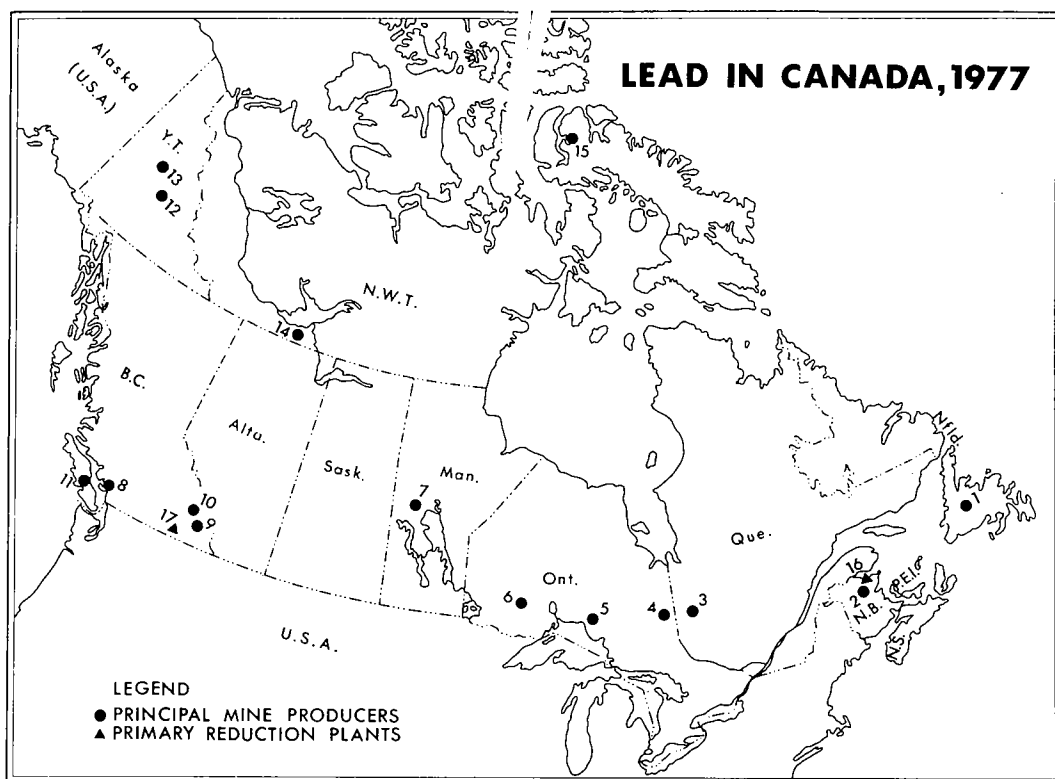 LEAD IN CANADA, 1977
Alaska
(U.S.A.)
Y.T.
13
12
15
N.W.T.
14
B.C.
Alta.
Sask.
Man.
7
Nfld.
1
11
8
10
9
17
Que.
Ont.
16
P.E.I.
2
N.B.
N.S.
6
5
4
3
U.S.A.
LEGEND
PRINCIPAL MINE PRODUCERS
PRIMARY REDUCTION PLANTS